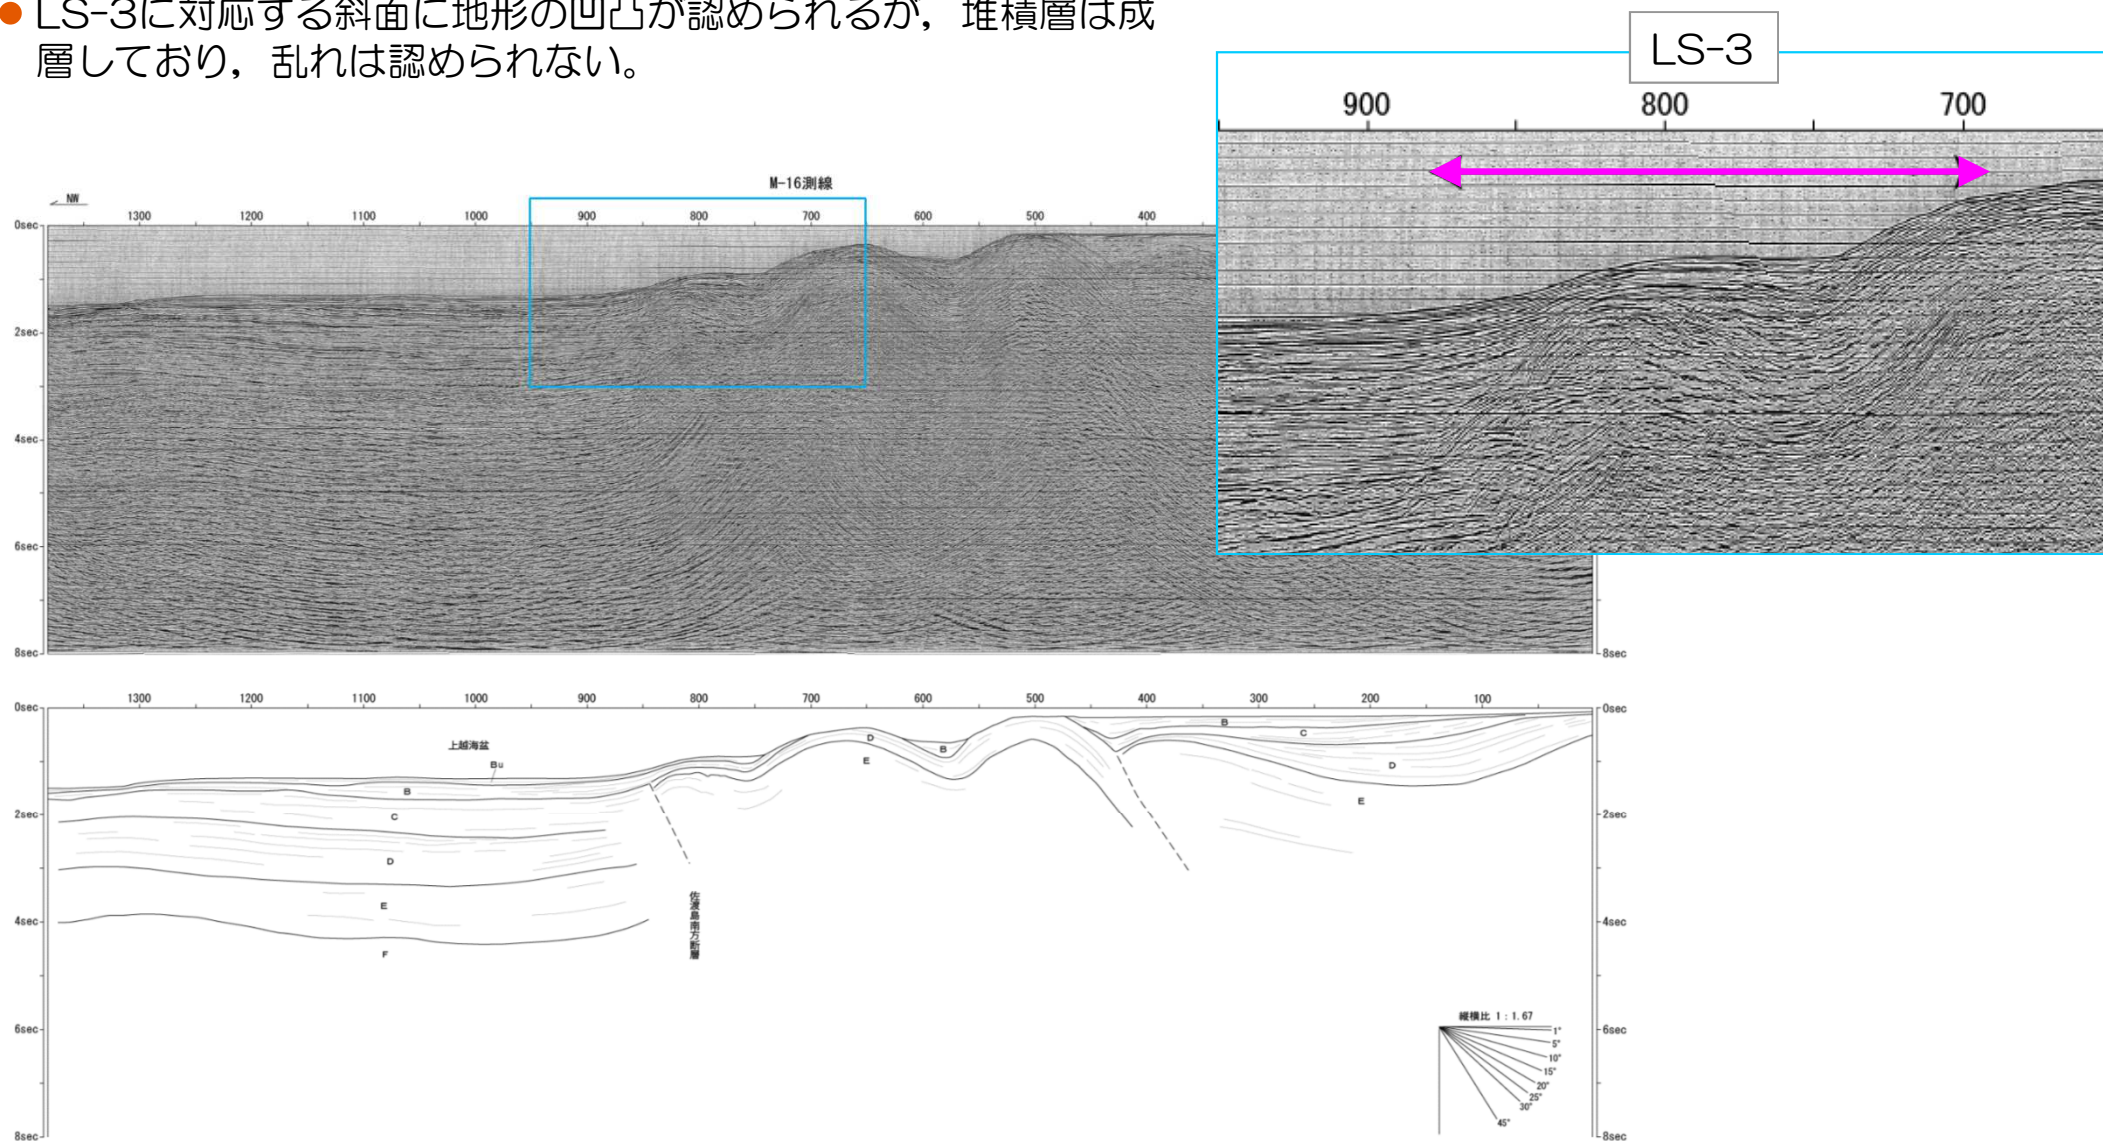 ● LS-3に対応する斜面に地形の凹凸が認められるが，堆積層は成
層しており，乱れは認められない。
LS-3
900 800 700
M-16測線
NW
1300 1200 1100 1000 900 800 700 600 500 400
0sec
2sec
4sec
6sec
8sec 8sec
1300 1200 1100 1000 900 800 700 600 500 400 300 200 100
0sec 0sec
上越海盆
Bu
B
C
D
E
F
D
E
B
B
C
D
E
2sec 2sec
佐渡島南方断層
4sec 4sec
縦横比 1：1.67
1°
5°
10°
15°
20°
25°
30°
45°
6sec 6sec
8sec 8sec